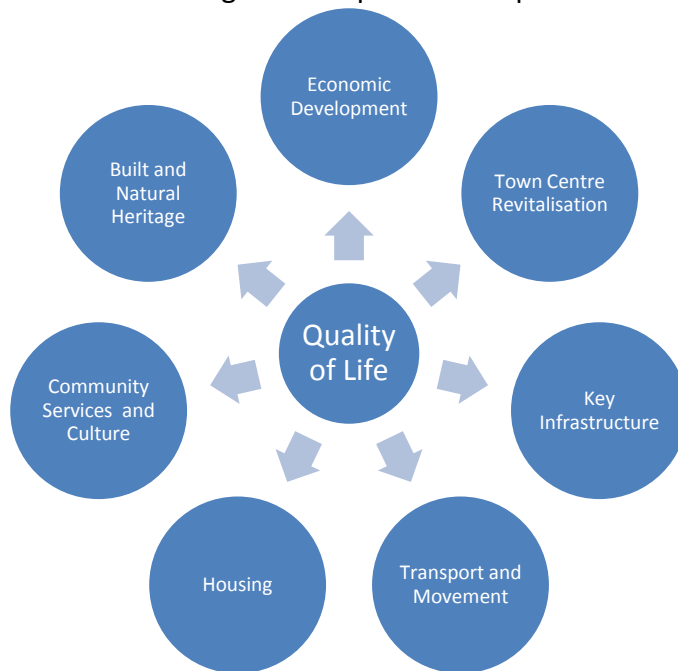 Economic
Development
Town Centre
Revitalisation
Key
Infrastructure
Transport and
Movement
Housing
Community
Services and
Culture
Built and
Natural
Heritage
Quality
of Life